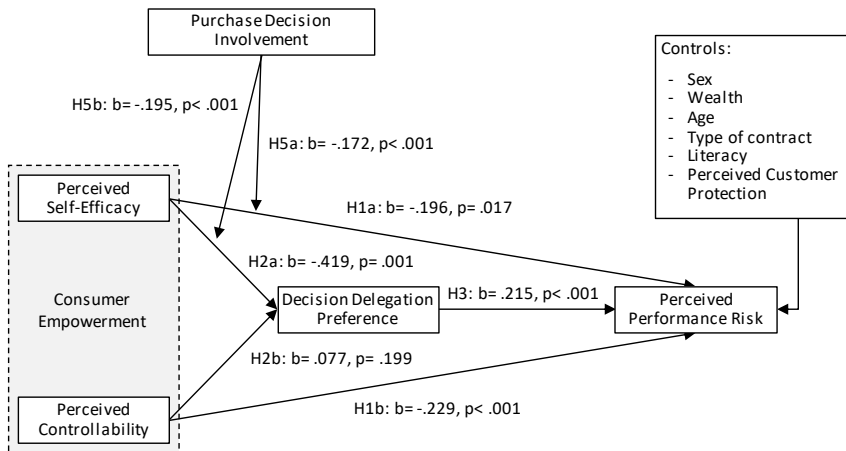 Purchase Decision
Involvement
Controls:
- Sex
- Wealth
- Age
- Type of contract
- Literacy
- Perceived Customer
Protection
H5b: b= -.195, p< .001
H5a: b= -.172, p< .001
Perceived
Self-Efficacy
H1a: b= -.196, p= .017
H2a: b= -.419, p= .001
Consumer
Empowerment
Decision Delegation
Preference
H3: b= .215, p< .001
Perceived
Performance Risk
H2b: b= .077, p= .199
H1b: b= -.229, p< .001
Perceived
Controllability